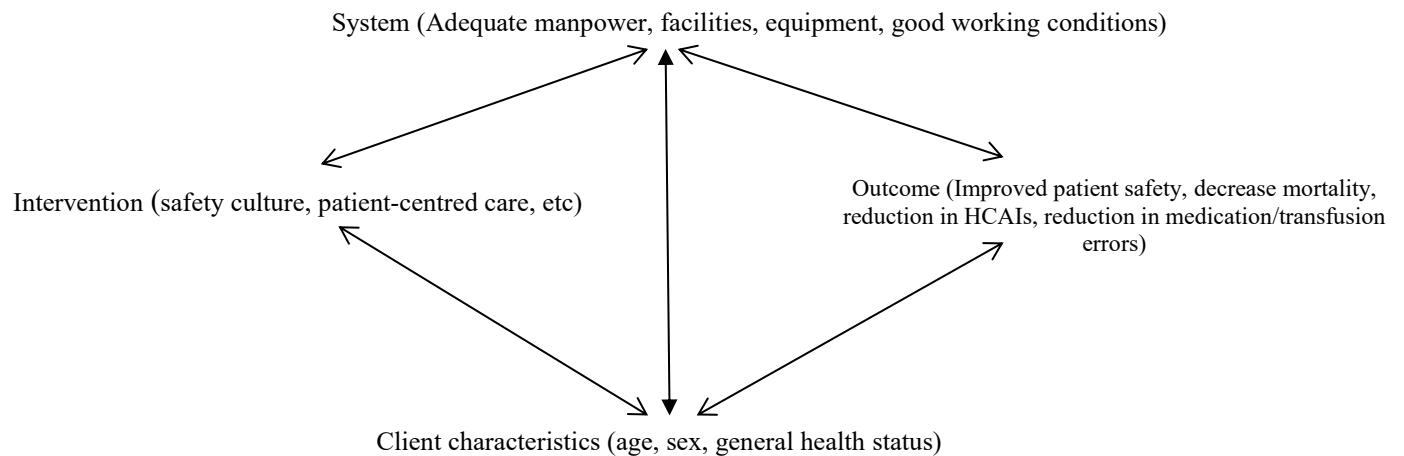 System (Adequate manpower, facilities, equipment, good working conditions)
Intervention (safety culture, patient-centred care, etc)
Outcome (Improved patient safety, decrease mortality,
reduction in HCAIs, reduction in medication/transfusion
errors)
Client characteristics (age, sex, general health status)